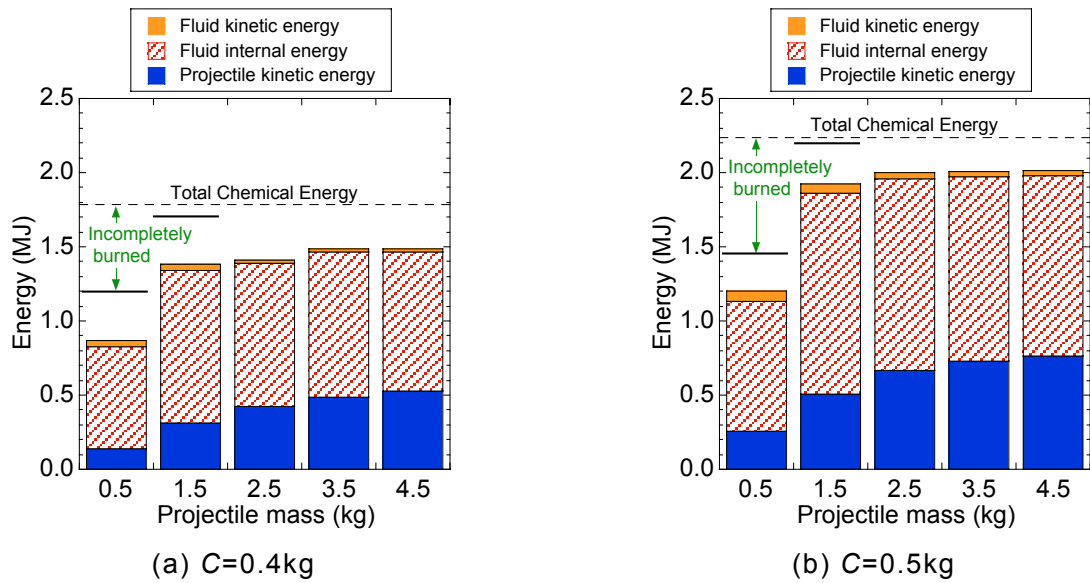 Fluid kinetic energy
Fluid internal energy
Projectile kinetic energy
(a)
2.5
2.0
1.5
1.0
0.5
0.0
Energy (MJ)
Total Chemical Energy
Incompletely
burned
0.5 1.5 2.5 3.5 4.5
Projectile mass (kg)
(a) C=0.4kg
Fluid kinetic energy
Fluid internal energy
Projectile kinetic energy
(b)
2.5
2.0
1.5
1.0
0.5
0.0
Energy (MJ)
Total Chemical Energy
Incompletely
burned
0.5 1.5 2.5 3.5 4.5
Projectile mass (kg)
(b) C=0.5kg